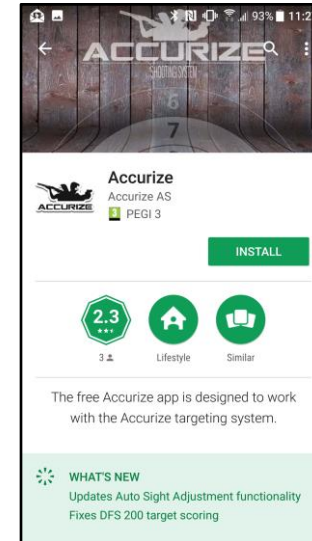 93% 11:2
ACCURIZE
SHOOTING SYSTEM
6
7
Accurize
ACCURIZE
Accurize AS
3 PEGI 3
INSTALL
2.3
3
Lifestyle
Similar
The free Accurize app is designed to work
with the Accurize targeting system.
WHAT'S NEW
Updates Auto Sight Adjustment functionality
Fixes DFS 200 target scoring